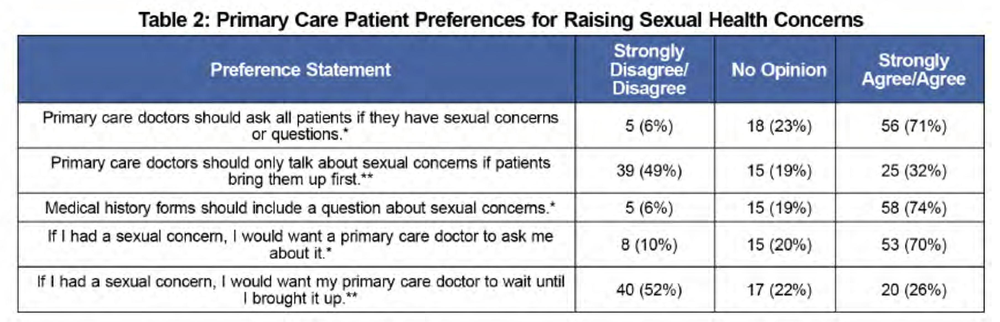 Table 2: Primary Care Patient Preferences for Raising Sexual Health Concerns
Preference Statement
Strongly
Disagree/
Disagree
No Opinion
Strongly
Agree/Agree
Primary care doctors should ask all patients if they have sexual concerns
or questions.*
5 (6%)
18 (23%)
56 (71%)
Primary care doctors should only talk about sexual concerns if patients
bring them up first.**
39 (49%)
15 (19%)
25 (32%)
Medical history forms should include a question about sexual concerns.*
5 (6%)
15 (19%)
58 (74%)
If I had a sexual concern, I would want a primary care doctor to ask me
about it.*
8 (10%)
15 (20%)
53 (70%)
If I had a sexual concern, I would want my primary care doctor to wait until
I brought it up.**
40 (52%)
17 (22%)
20 (26%)